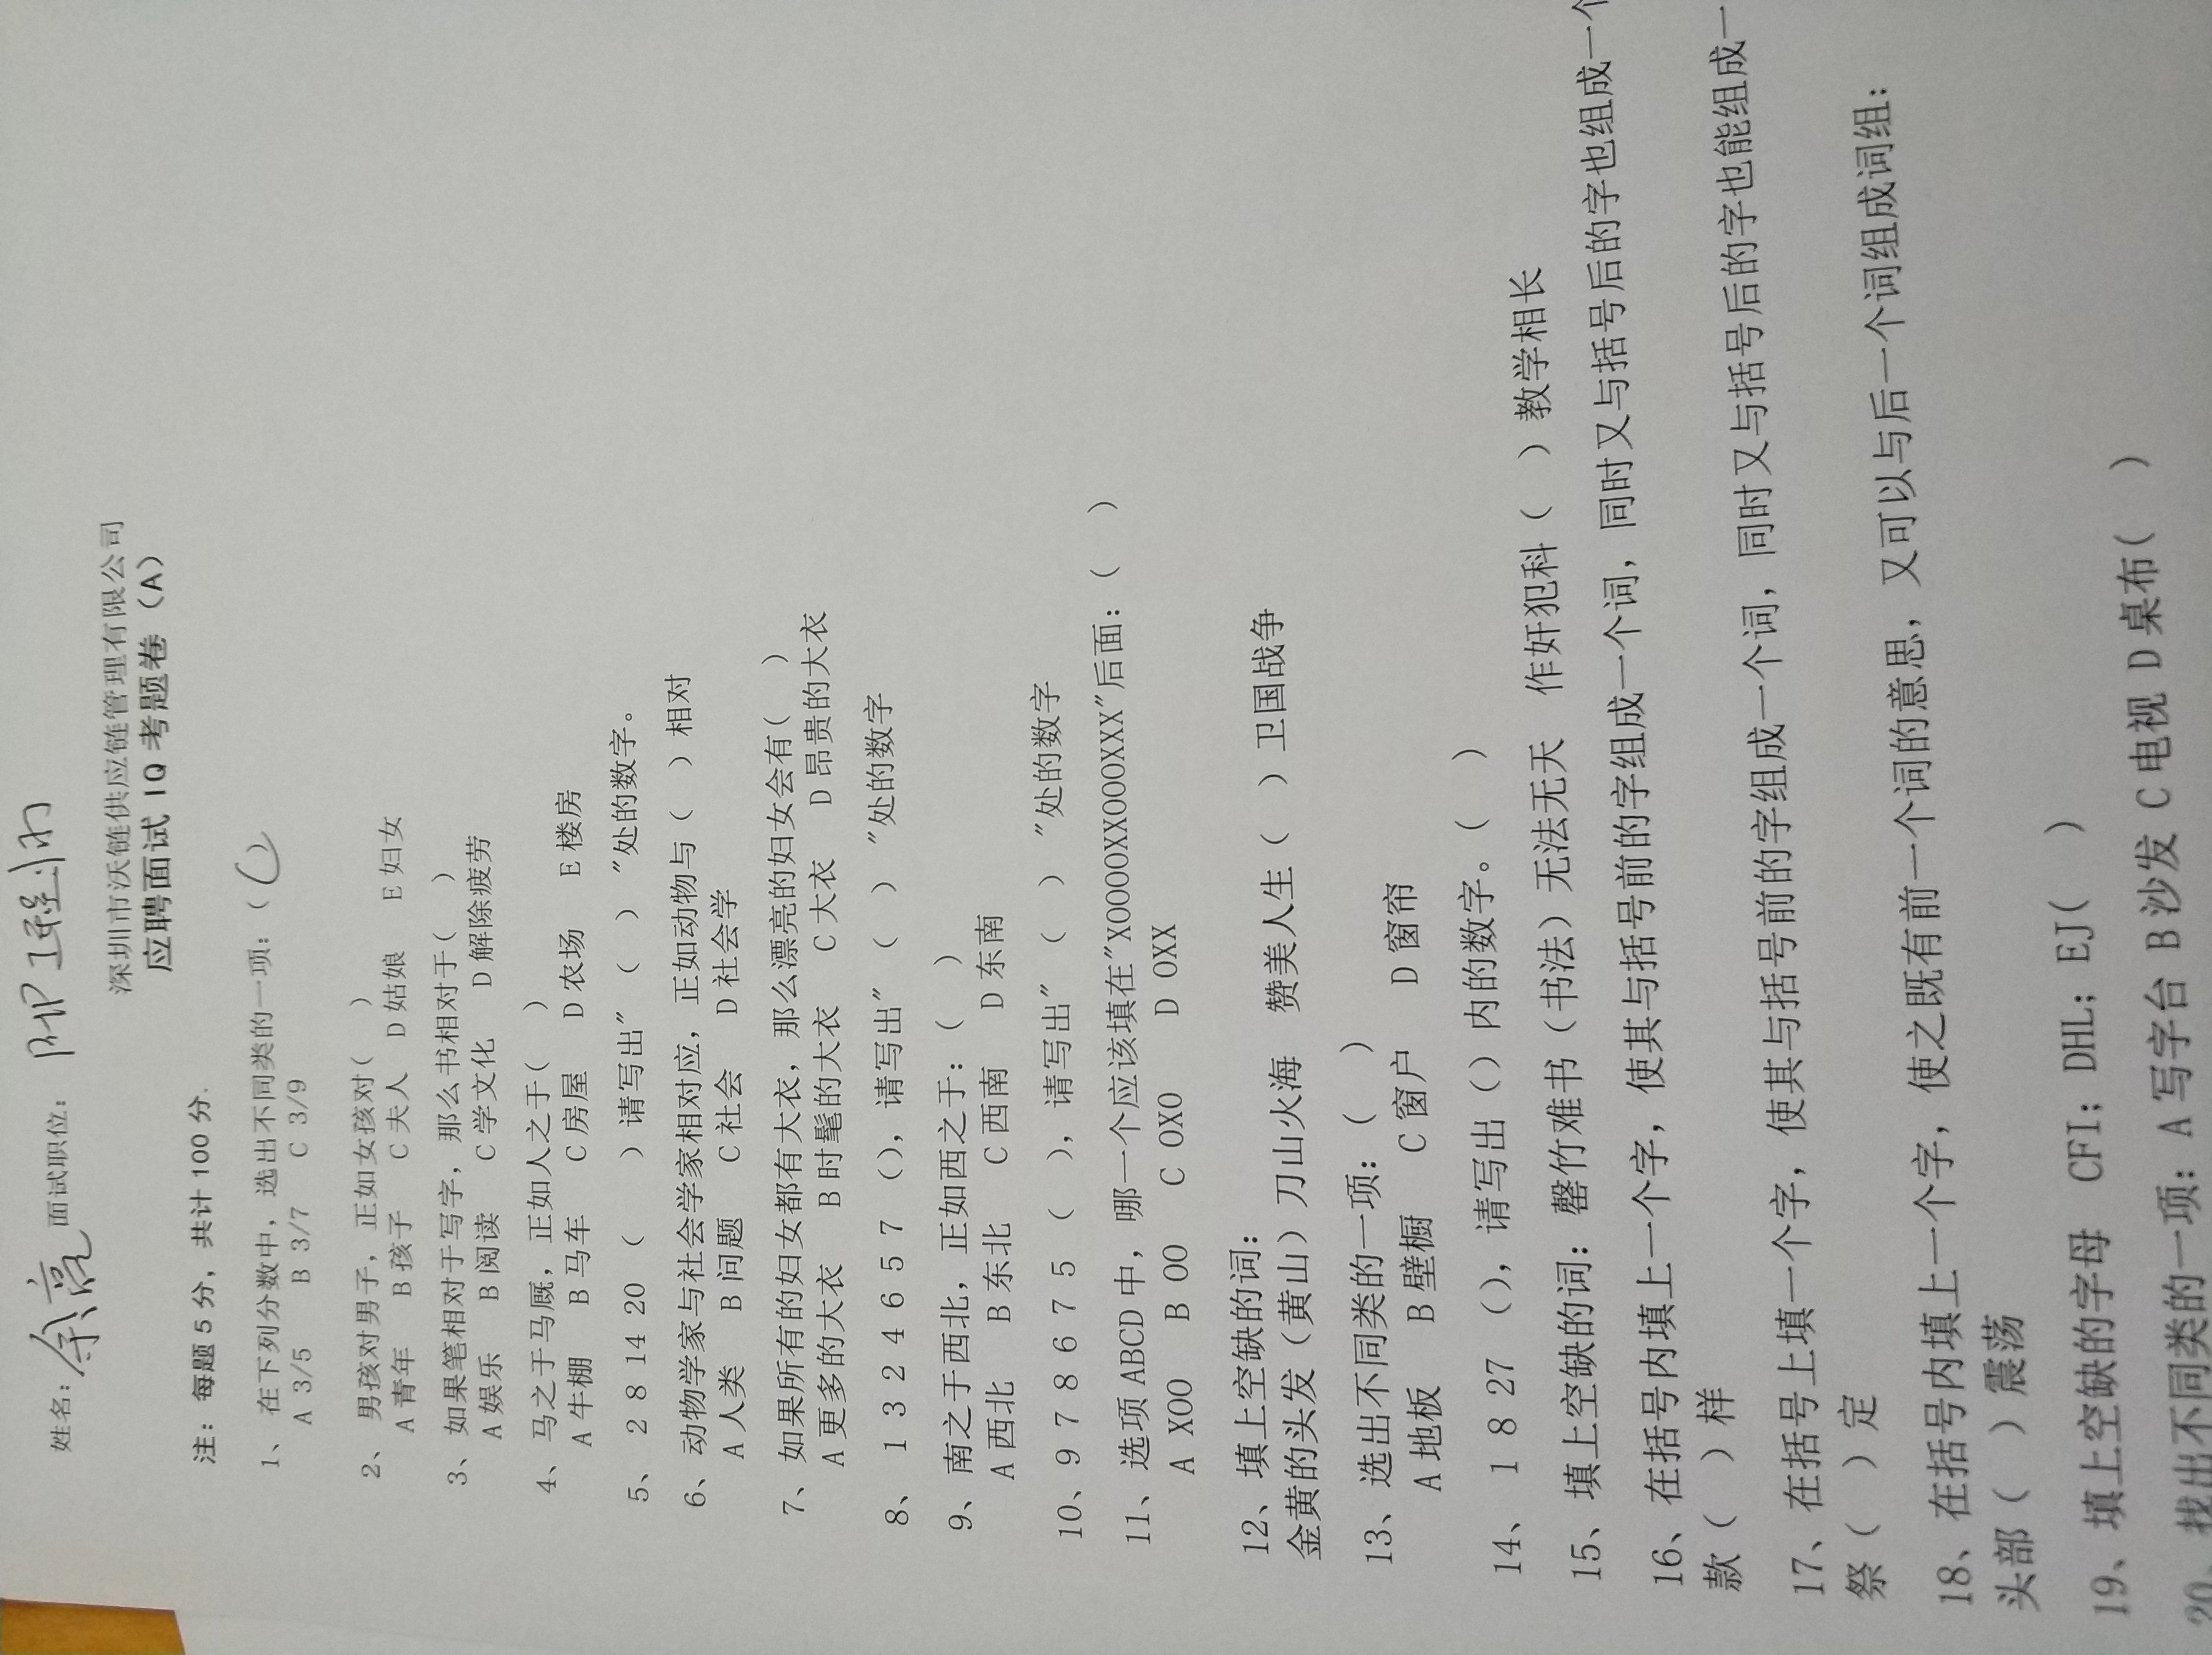 姓名：余亮 面试职位： PHP工程师
深圳市沃链供应链管理有限公司
应聘面试 IQ 考题卷（A）
注：每题 5 分，共计 100 分.
1、 在下列分数中，选出不同类的一项：（ C ）
A 3/5 B 3/7 C 3/9
2、 男孩对男子，正如女孩对（ ）
A 青年 B 孩子 C 夫人 D 姑娘 E 妇女
3、如果笔相对于写字，那么书相对于（ ）
A 娱乐 B 阅读 C 学文化 D 解除疲劳
4、马之于马厩，正如人之于（ ）
A 牛棚 B 马车 C 房屋 D 农场 E 楼房
5、 2 8 14 20 （ ）请写出"（ ）"处的数字。
6、动物学家与社会学家相对应，正如动物与（ ）相对
A 人类 B 问题 C 社会 D 社会学
7、如果所有的妇女都有大衣，那么漂亮的妇女会有（ ）
A 更多的大衣 B 时髦的大衣 C 大衣 D 昂贵的大衣
8、 1 3 2 4 6 5 7 （），请写出"（ ）"处的数字
9、南之于西北，正如西之于：（ ）
A 西北 B 东北 C 西南 D 东南
10、9 7 8 6 7 5 （ ），请写出"（ ）"处的数字
11、选项 ABCD 中，哪一个应该填在"XOOOOXXOOOXXX"后面：（ ）
A XOO B OO C OXO D OXX
12、填上空缺的词：
金黄的头发（黄山）刀山火海 赞美人生（ ）卫国战争
13、选出不同类的一项：（ ）
A 地板 B 壁橱 C 窗户 D 窗帘
14、 1 8 27 （），请写出（）内的数字。（ ）
15、填上空缺的词：罄竹难书（书法）无法无天 作奸犯科（ ）教学相长
16、在括号内填上一个字，使其与括号前的字组成一个词，同时又与括号后的字也组成一个
款（ ）样
17、在括号上填一个字，使其与括号前的字组成一个词，同时又与括号后的字也能组成一
祭（ ）定
18、在括号内填上一个字，使之既有前一个词的意思，又可以与后一个词组成词组：
头部（ ）震荡
19、填上空缺的字母 CFI；DHL；EJ（ ）
20、找出不同类的一项：A 写字台 B 沙发 C 电视 D 桌布（ ）